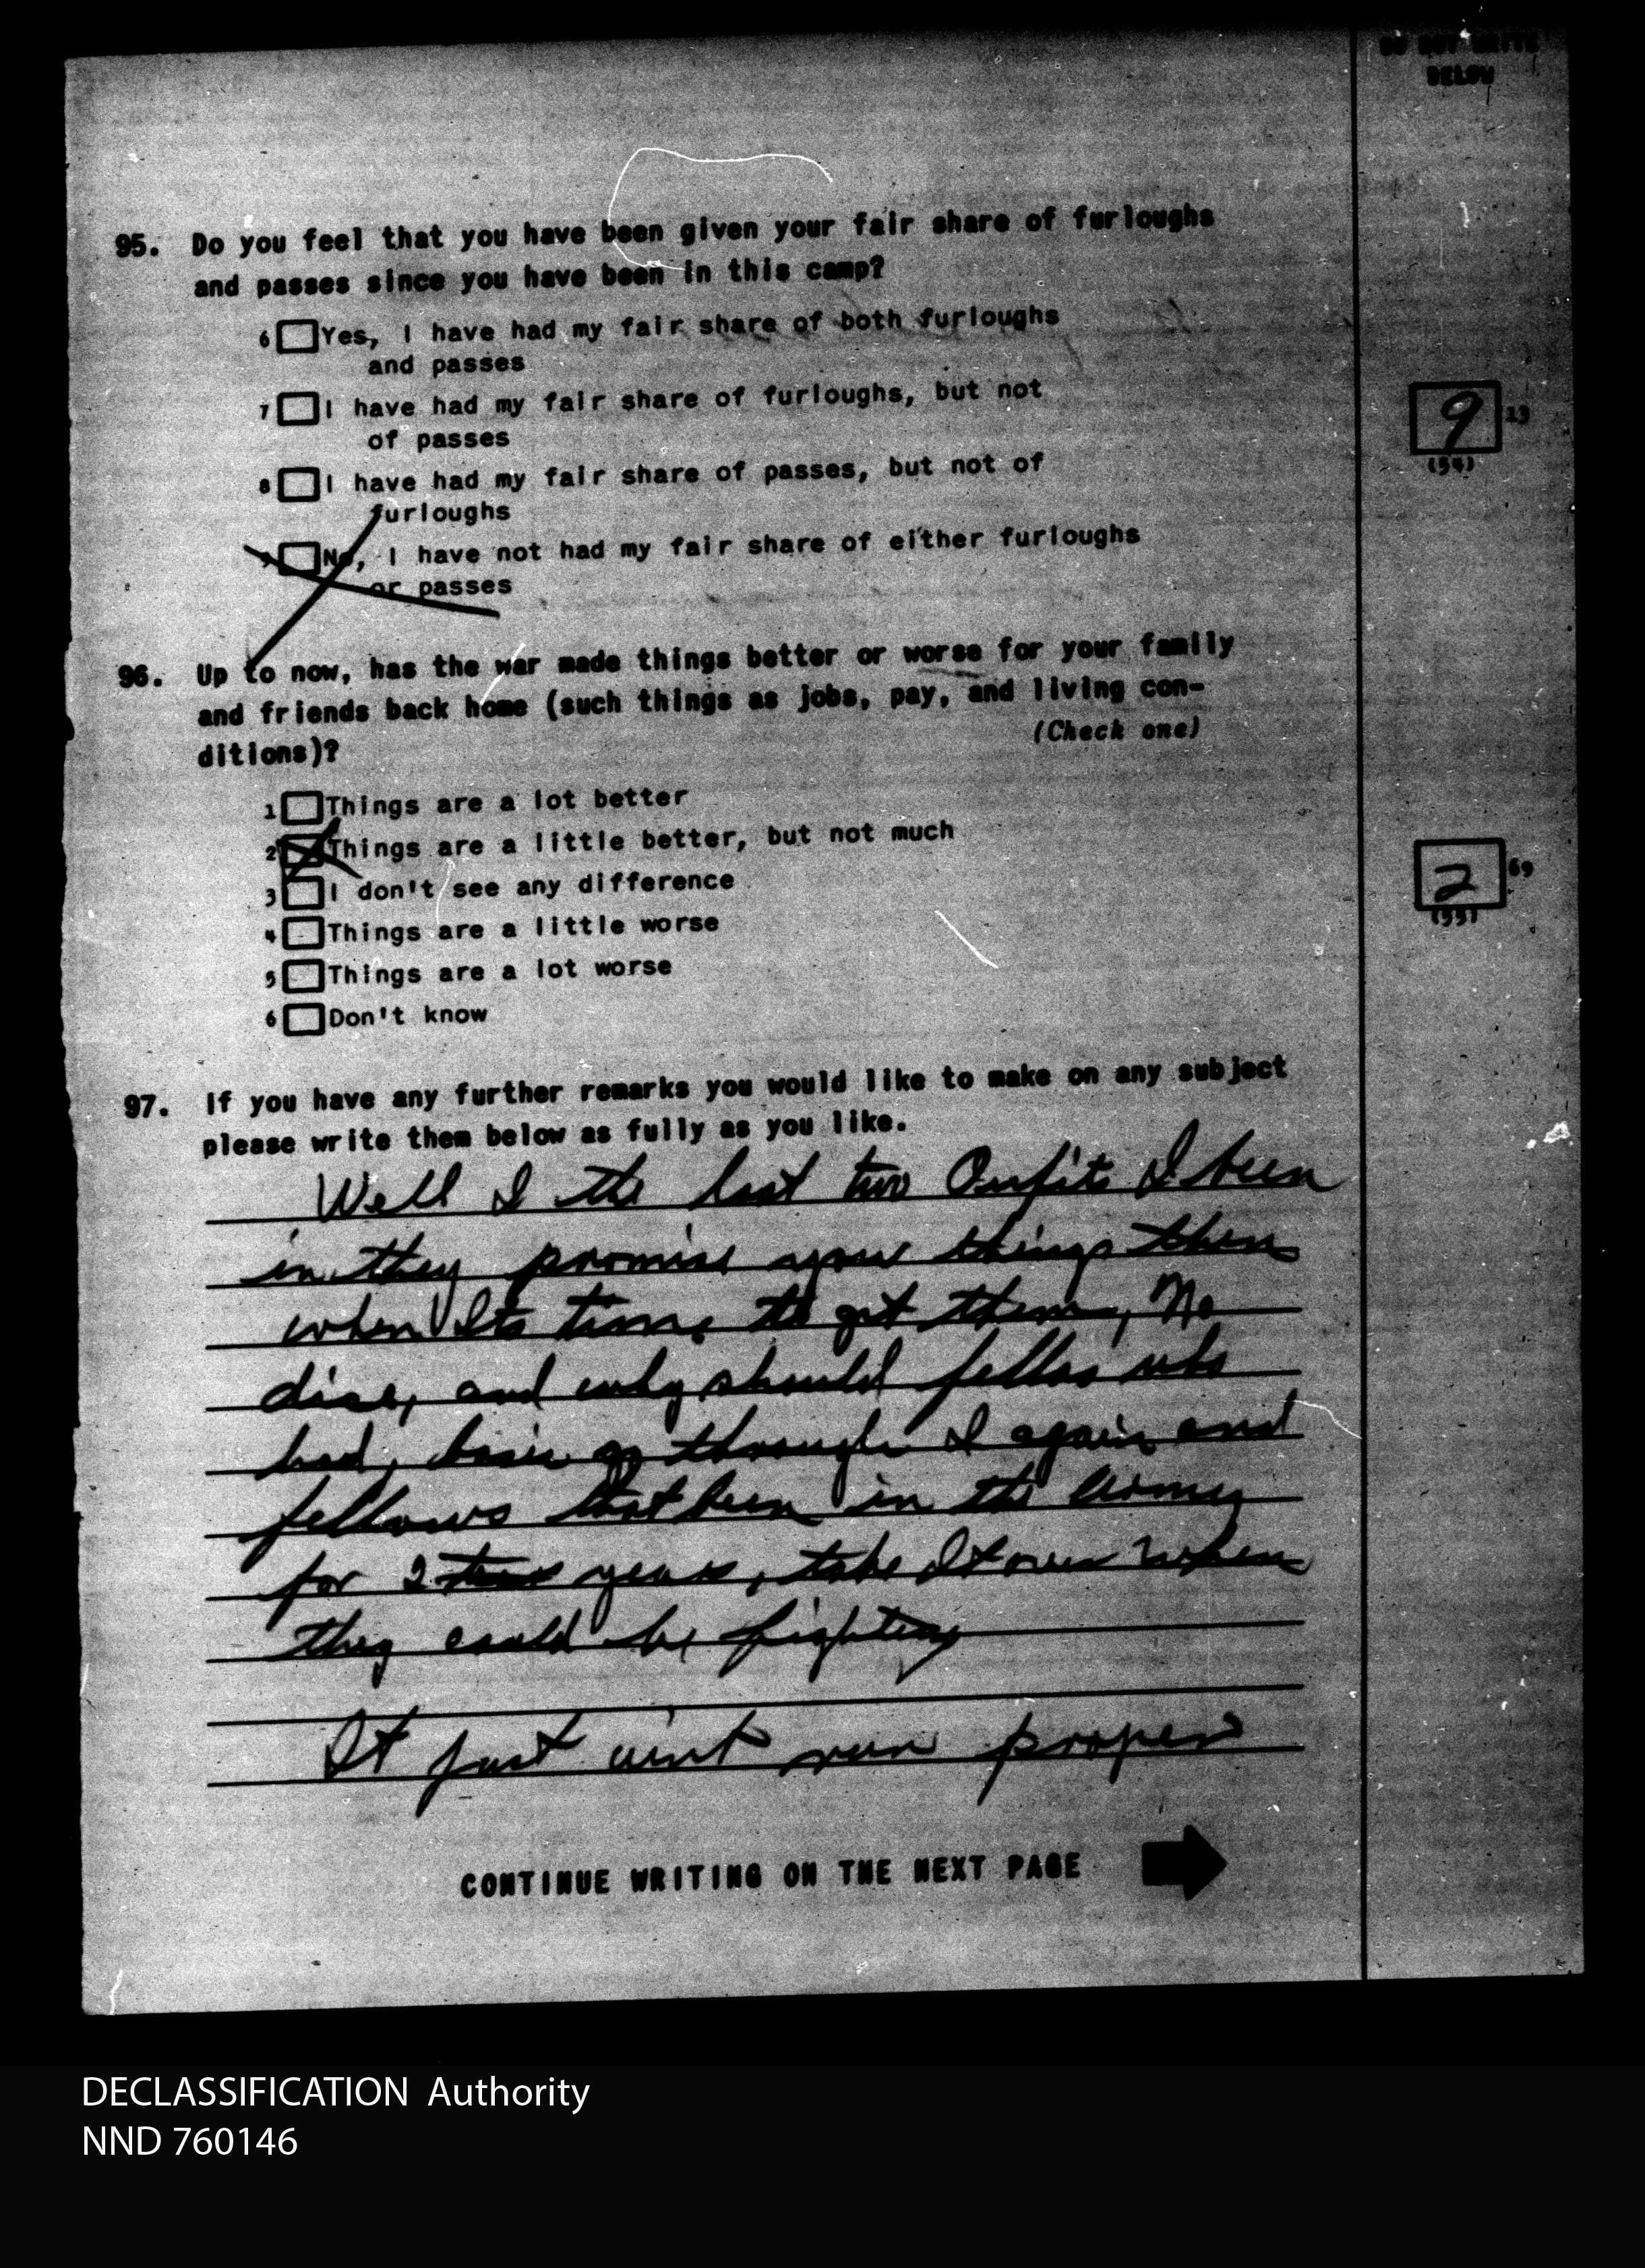 DO NOT WRITE
BELOW
95. Do you feel that you have been given your fair share of furloughs
and passes since you have been in this camp?
6 Yes, I have had my fair share of both furloughs
and passes
7 I have had my fair share of furloughs, but not
of passes
8 I have had my fair share of passes, but not of
furloughs
9 No, I have not had my fair share of either furloughs
or passes
9 13
(54)
96. Up to now, has the war made things better or worse for your family
and friends back home (such things as jobs, pay, and living con-
ditions)?
(Check one)
1 Things are a lot better
2 Things are a little better, but not much
3 I don't see any difference
4 Things are a little worse
5 Things are a lot worse
6 Don't know
2 69
(55)
97. If you have any further remarks you would like to make on any subject
please write them below as fully as you like.
Well I the last two Outfits I been
in they promise you things then
when Its time to get them, No
dice, and why should fellas who
had, basic go through I again and
fellows that been in the Army
for 2 years, take It over when
they could be fighting
It just aint run proper
CONTINUE WRITING ON THE NEXT PAGE
DECLASSIFICATION Authority
NND 760146